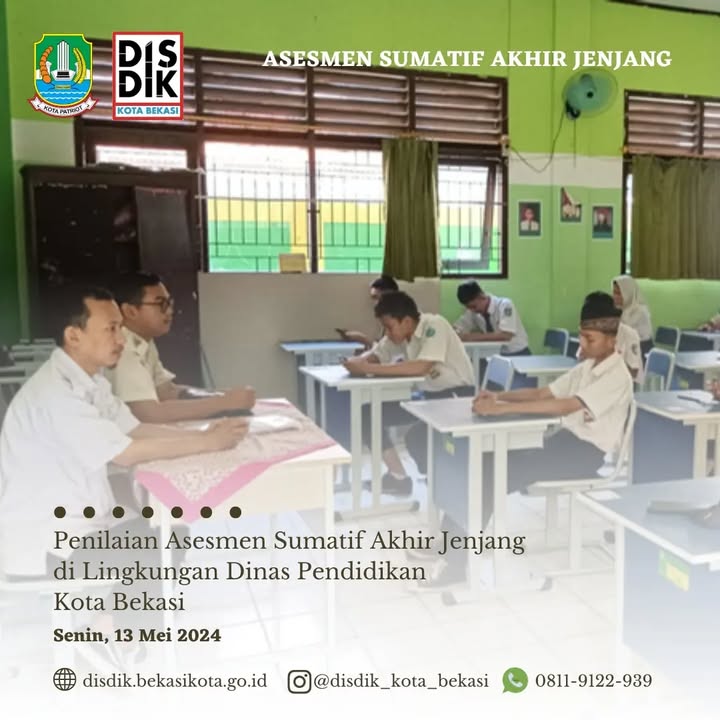 KOTA PATRIOT
DIS
DIK
KOTA BEKASI
ASESMEN SUMATIF AKHIR JENJANG
Penilaian Asesmen Sumatif Akhir Jenjang
di Lingkungan Dinas Pendidikan
Kota Bekasi
Senin, 13 Mei 2024
disdik.bekasikota.go.id
@disdik_kota_bekasi
0811-9122-939